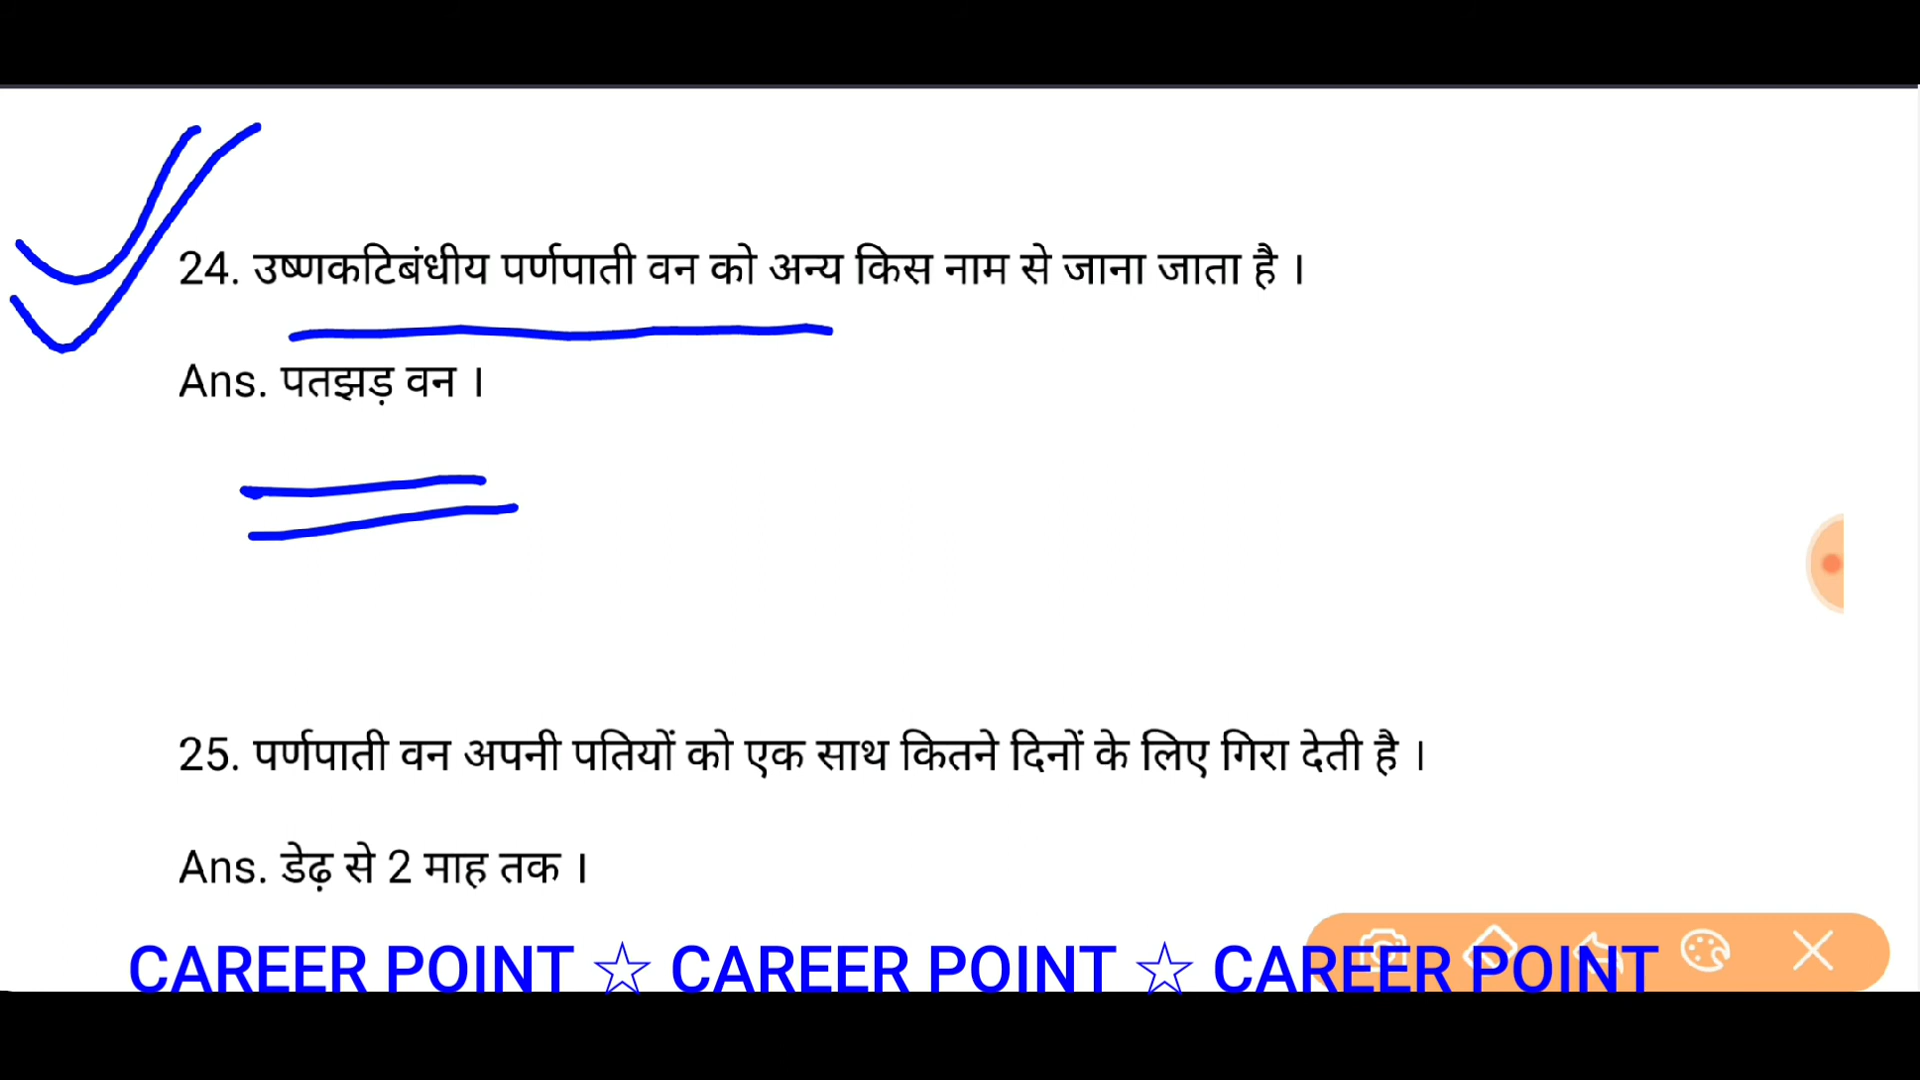 24. उष्णकटिबंधीय पर्णपाती वन को अन्य किस नाम से जाना जाता है ।
Ans. पतझड़ वन ।
25. पर्णपाती वन अपनी पतियों को एक साथ कितने दिनों के लिए गिरा देती है ।
Ans. डेढ़ से 2 माह तक ।
CAREER POINT ☆ CAREER POINT ☆ CAREER POINT